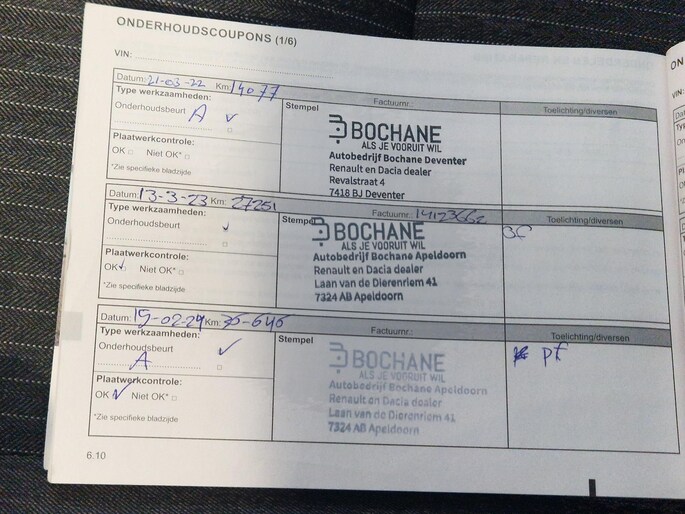 ONDERHOUDSCOUPONS (1/6)
VIN:
Datum: 21-03-22 Km: 14077
Type werkzaamheden:
Onderhoudsbeurt A ✓
Plaatwerkcontrole:
OK □ Niet OK* □
*Zie specifieke bladzijde
Stempel Factuurnr.:
BOCHANE
ALS JE VOORUIT WIL
Autobedrijf Bochane Deventer
Renault en Dacia dealer
Revalstraat 4
7418 BJ Deventer
Toelichting/diversen
Datum: 13-3-23 Km: 27251
Type werkzaamheden:
Onderhoudsbeurt ✓
Plaatwerkcontrole:
OK ✓ Niet OK* □
*Zie specifieke bladzijde
Stempel Factuurnr.: 14123662
BOCHANE
ALS JE VOORUIT WIL
Autobedrijf Bochane Apeldoorn
Renault en Dacia dealer
Laan van de Dierenriem 41
7324 AB Apeldoorn
Toelichting/diversen
Datum: 19-02-24 Km: 35-646
Type werkzaamheden:
Onderhoudsbeurt ✓
A
Plaatwerkcontrole:
OK ✓ Niet OK* □
*Zie specifieke bladzijde
Stempel Factuurnr.:
BOCHANE
ALS JE VOORUIT WIL
Autobedrijf Bochane Apeldoorn
Renault en Dacia dealer
Laan van de Dierenriem 41
7324 AB Apeldoorn
Toelichting/diversen
pf
6.10
ON
VIN: